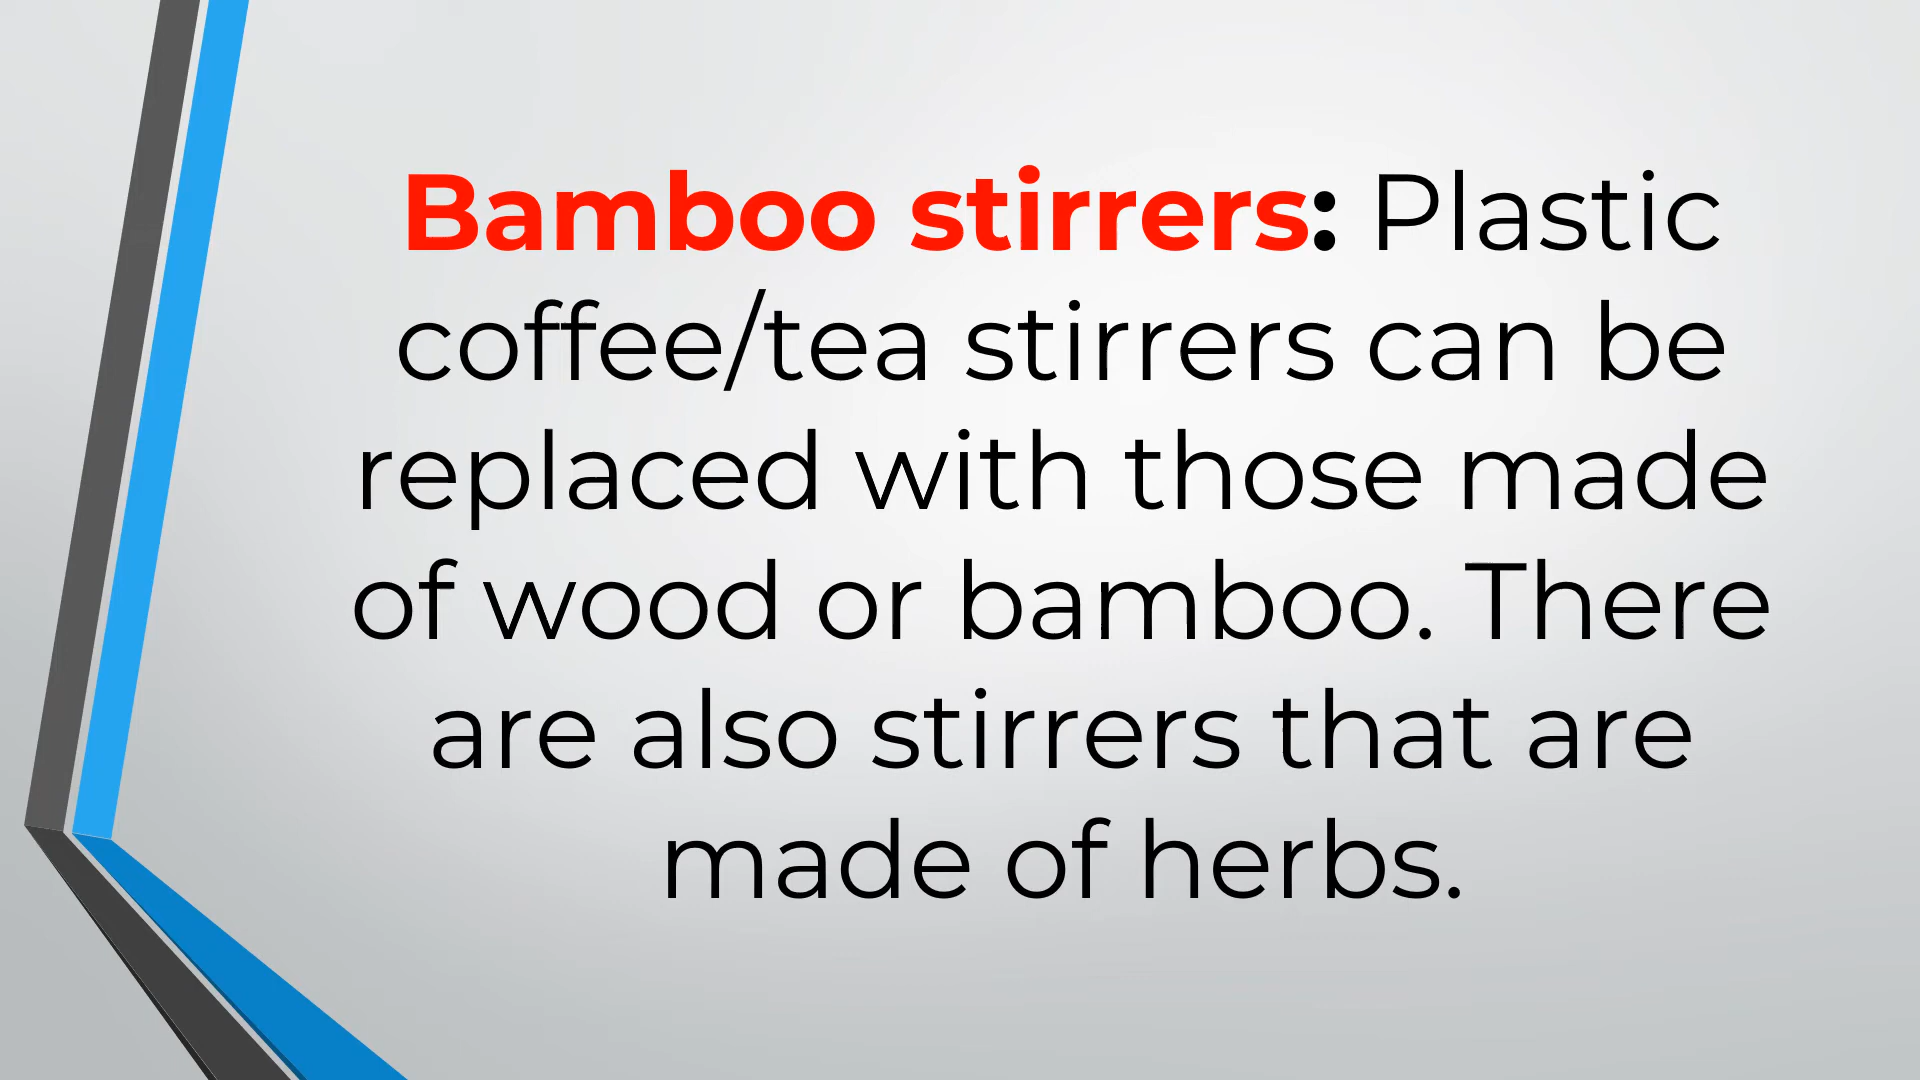 Bamboo stirrers: Plastic
coffee/tea stirrers can be
replaced with those made
of wood or bamboo. There
are also stirrers that are
made of herbs.